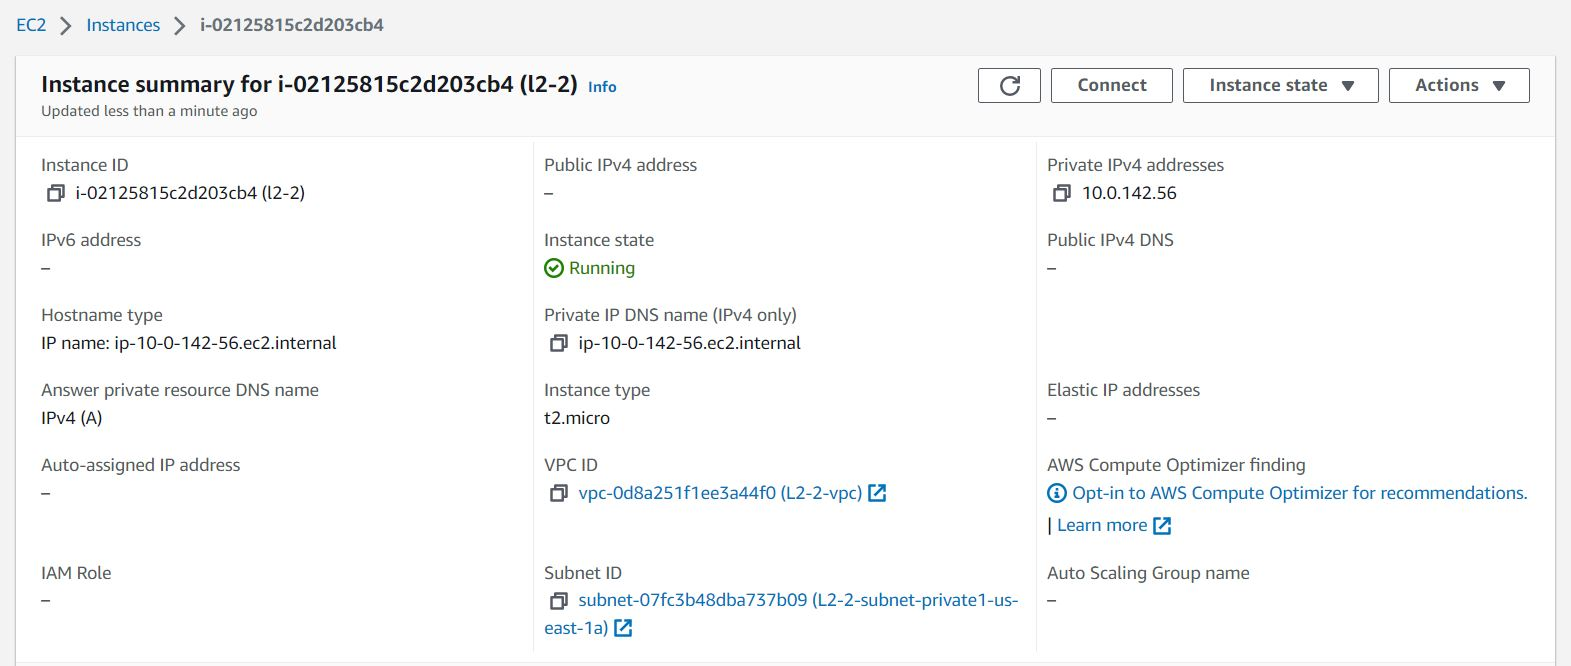 EC2 > Instances > i-02125815c2d203cb4
Instance summary for i-02125815c2d203cb4 (l2-2) Info
Updated less than a minute ago
Connect
Instance state
Actions
Instance ID
i-02125815c2d203cb4 (l2-2)
Public IPv4 address
–
Private IPv4 addresses
10.0.142.56
IPv6 address
–
Instance state
Running
Public IPv4 DNS
–
Hostname type
IP name: ip-10-0-142-56.ec2.internal
Private IP DNS name (IPv4 only)
ip-10-0-142-56.ec2.internal
Answer private resource DNS name
IPv4 (A)
Instance type
t2.micro
Elastic IP addresses
–
Auto-assigned IP address
–
VPC ID
vpc-0d8a251f1ee3a44f0 (L2-2-vpc)
AWS Compute Optimizer finding
Opt-in to AWS Compute Optimizer for recommendations.
| Learn more
IAM Role
–
Subnet ID
subnet-07fc3b48dba737b09 (L2-2-subnet-private1-us-
east-1a)
Auto Scaling Group name
–